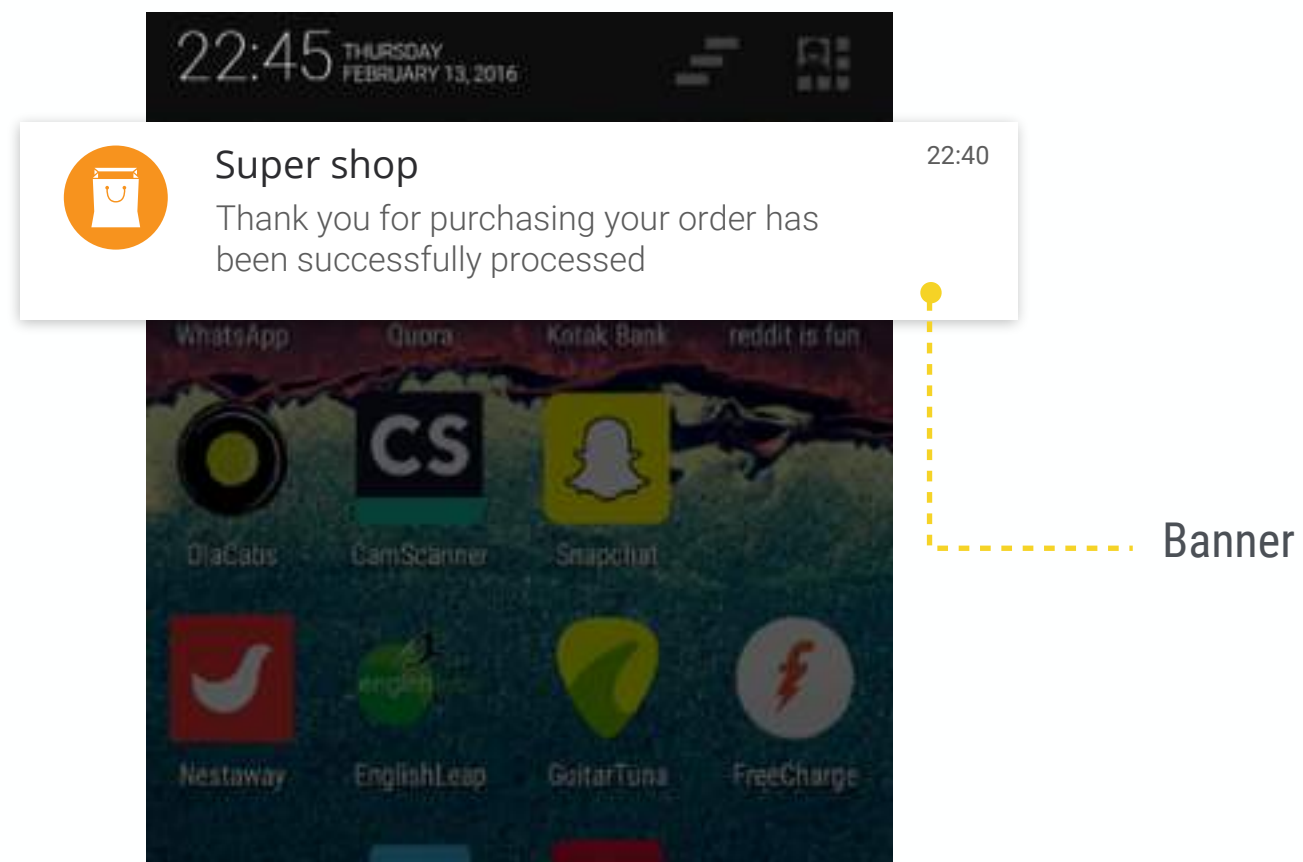 22:45 THURSDAY
FEBRUARY 13, 2016
Super shop 22:40
Thank you for purchasing your order has
been successfully processed
WhatsApp Quora Kotak Bank reddit is fun
CS
OlaCabs CamScanner Snapchat
Banner
Nestaway EnglishLeap GuitarTuna FreeCharge